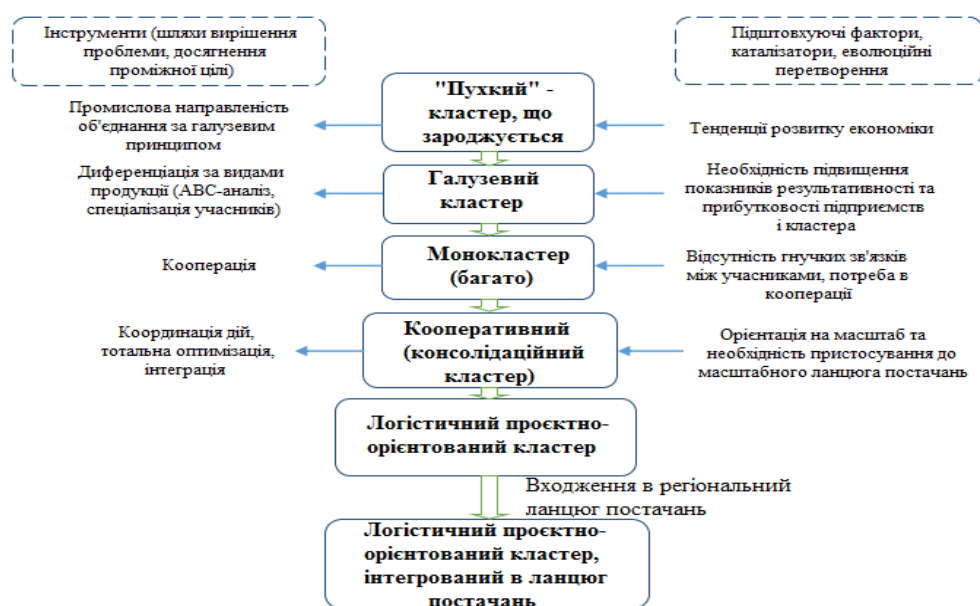 Інструменти (шляхи вирішення
проблеми, досягнення
проміжної цілі)
Підштовхуючі фактори,
каталізатори, еволюційні
перетворення
"Пухкий" -
кластер, що
зароджується
Промислова направленість
об'єднання за галузевим
принципом
Тенденції розвитку економіки
Диференціація за видами
продукції (АВС-аналіз,
спеціалізація учасників)
Галузевий
кластер
Необхідність підвищення
показників результативності та
прибутковості підприємств
і кластера
Кооперація
Монокластер
(багато)
Відсутність гнучких зв'язків
між учасниками, потреба в
кооперації
Координація дій,
тотальна оптимізація,
інтеграція
Кооперативний
(консолідаційний
кластер)
Орієнтація на масштаб та
необхідність пристосування до
масштабного ланцюга постачань
Логістичний проєктно-
орієнтований кластер
Входження в регіональний
ланцюг постачань
Логістичний проєктно-
орієнтований кластер,
інтегрований в ланцюг
постачань